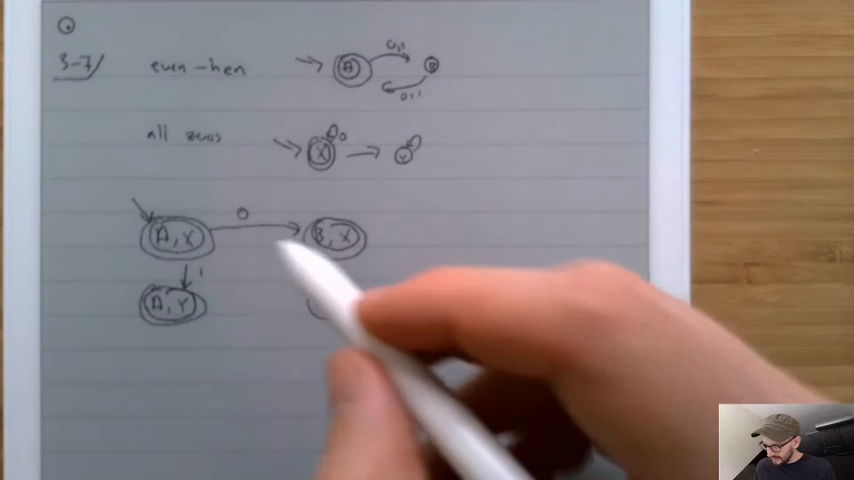 3-7/ even-len A 0,1 B 0,1
all zeros X 0 Y
A,X 0 B,X
1
A,Y